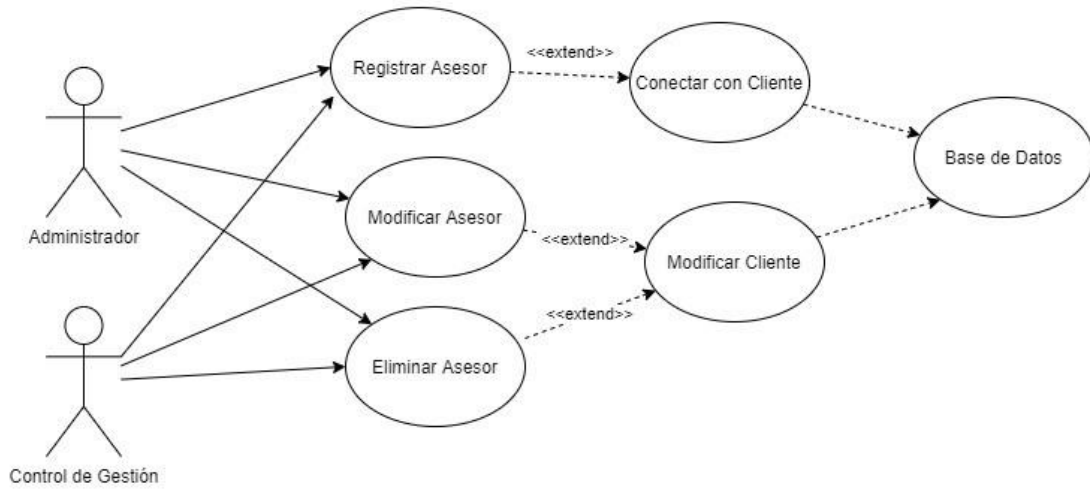 Registrar Asesor
<<extend>>
Conectar con Cliente
Base de Datos
Administrador
Modificar Asesor
<<extend>>
Modificar Cliente
<<extend>>
Eliminar Asesor
Control de Gestión